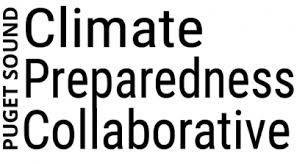 PUGET SOUND
Climate
Preparedness
Collaborative